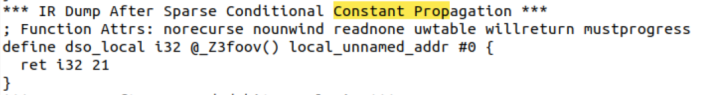 *** IR Dump After Sparse Conditional Constant Propagation ***
; Function Attrs: norecurse nounwind readnone uwtable willreturn mustprogress
define dso_local i32 @_Z3foov() local_unnamed_addr #0 {
  ret i32 21
}